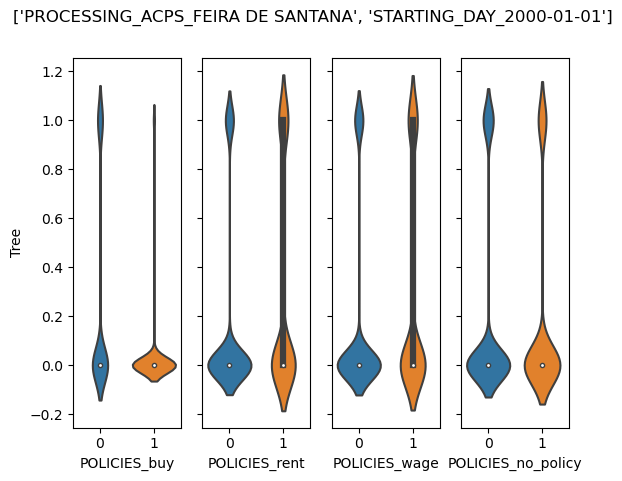 ['PROCESSING_ACPS_FEIRA DE SANTANA', 'STARTING_DAY_2000-01-01']
1.2
1.0
0.8
0.6
0.4
0.2
0.0
−0.2
Tree
0 1 0 1 0 1 0 1
POLICIES_buy POLICIES_rent POLICIES_wage POLICIES_no_policy